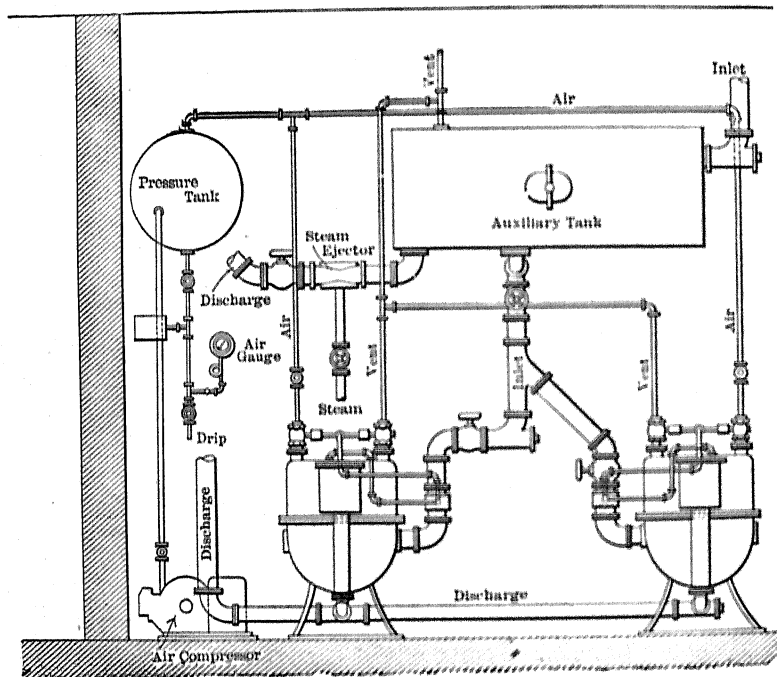 Vent
Inlet
Air
Pressure
Tank
Auxiliary Tank
Steam
Ejector
Discharge
Air
Gauge
Air
Vent
Inlet
Vent
Air
Steam
Drip
Discharge
Discharge
Air Compressor